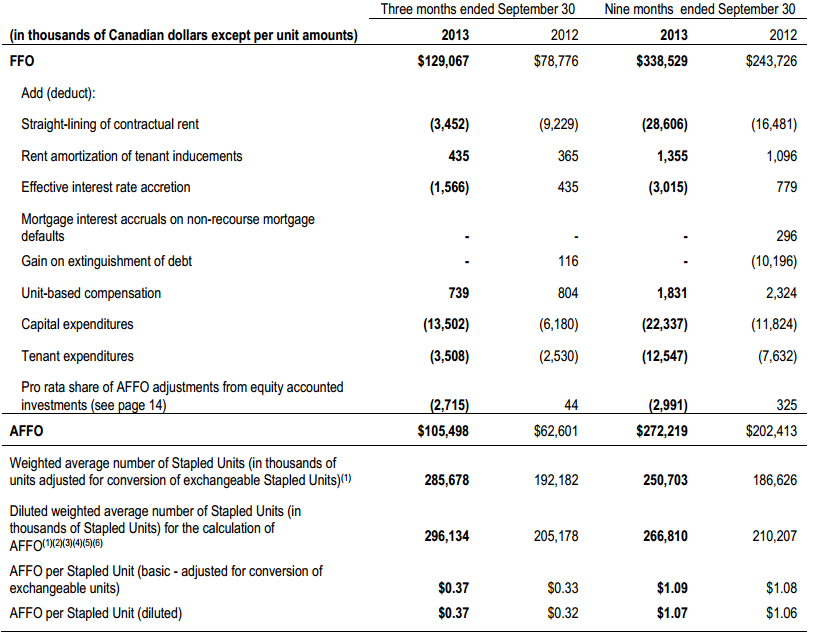 Three months ended September 30 Nine months ended September 30
(in thousands of Canadian dollars except per unit amounts) 2013 2012 2013 2012
FFO $129,067 $78,776 $338,529 $243,726
Add (deduct):
Straight-lining of contractual rent (3,452) (9,229) (28,606) (16,481)
Rent amortization of tenant inducements 435 365 1,355 1,096
Effective interest rate accretion (1,566) 435 (3,015) 779
Mortgage interest accruals on non-recourse mortgage
defaults - - - 296
Gain on extinguishment of debt - 116 - (10,196)
Unit-based compensation 739 804 1,831 2,324
Capital expenditures (13,502) (6,180) (22,337) (11,824)
Tenant expenditures (3,508) (2,530) (12,547) (7,632)
Pro rata share of AFFO adjustments from equity accounted
investments (see page 14) (2,715) 44 (2,991) 325
AFFO $105,498 $62,601 $272,219 $202,413
Weighted average number of Stapled Units (in thousands of
units adjusted for conversion of exchangeable Stapled Units)(1) 285,678 192,182 250,703 186,626
Diluted weighted average number of Stapled Units (in
thousands of Stapled Units) for the calculation of
AFFO(1)(2)(3)(4)(5)(6) 296,134 205,178 266,810 210,207
AFFO per Stapled Unit (basic - adjusted for conversion of
exchangeable units) $0.37 $0.33 $1.09 $1.08
AFFO per Stapled Unit (diluted) $0.37 $0.32 $1.07 $1.06